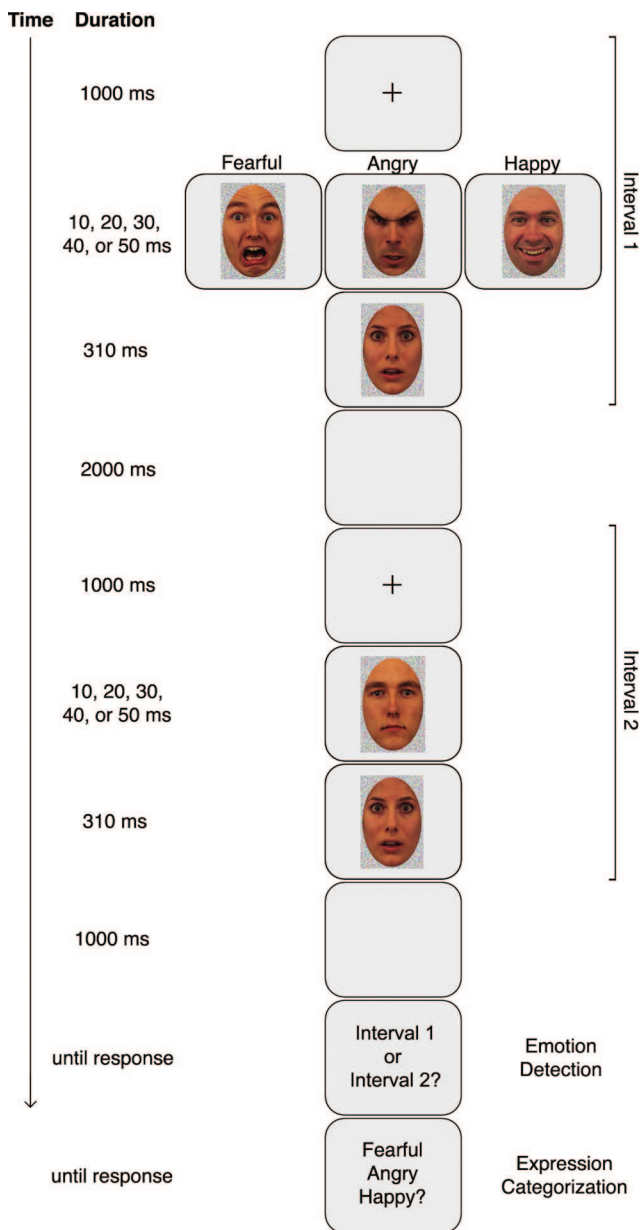 Time Duration
1000 ms
+
Fearful Angry Happy
10, 20, 30,
40, or 50 ms
310 ms
Interval 1
2000 ms
1000 ms
+
10, 20, 30,
40, or 50 ms
310 ms
Interval 2
1000 ms
until response
Interval 1
or
Interval 2?
Emotion
Detection
until response
Fearful
Angry
Happy?
Expression
Categorization